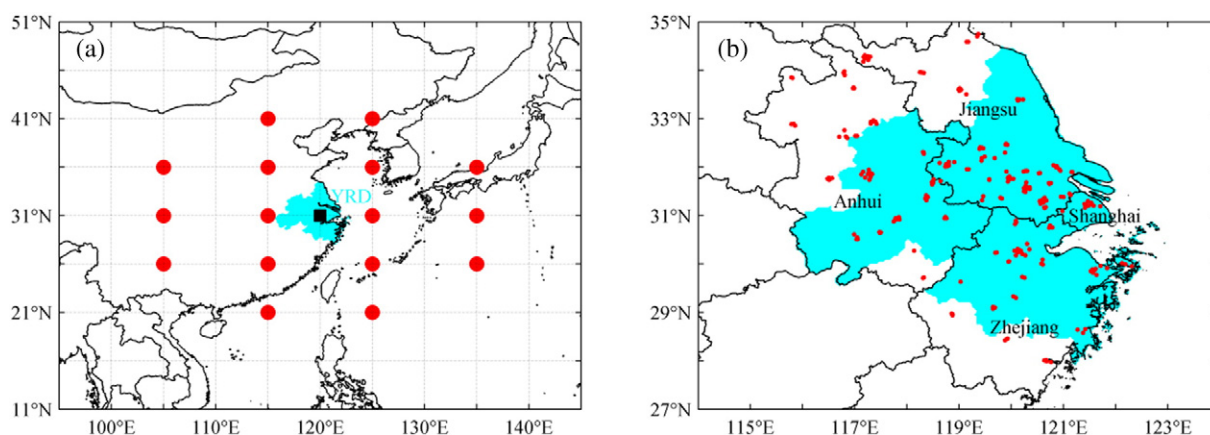 51°N
(a)
41°N
31°N
YRD
21°N
11°N
100°E
110°E
120°E
130°E
140°E
35°N
(b)
33°N
Jiangsu
31°N
Anhui
Shanghai
29°N
Zhejiang
27°N
115°E
117°E
119°E
121°E
123°E